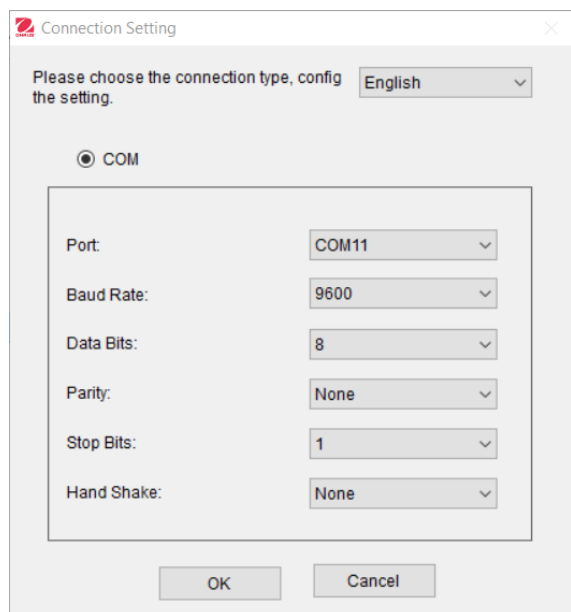 Connection Setting
Please choose the connection type, config English
the setting.
COM
Port: COM11
Baud Rate: 9600
Data Bits: 8
Parity: None
Stop Bits: 1
Hand Shake: None
OK Cancel